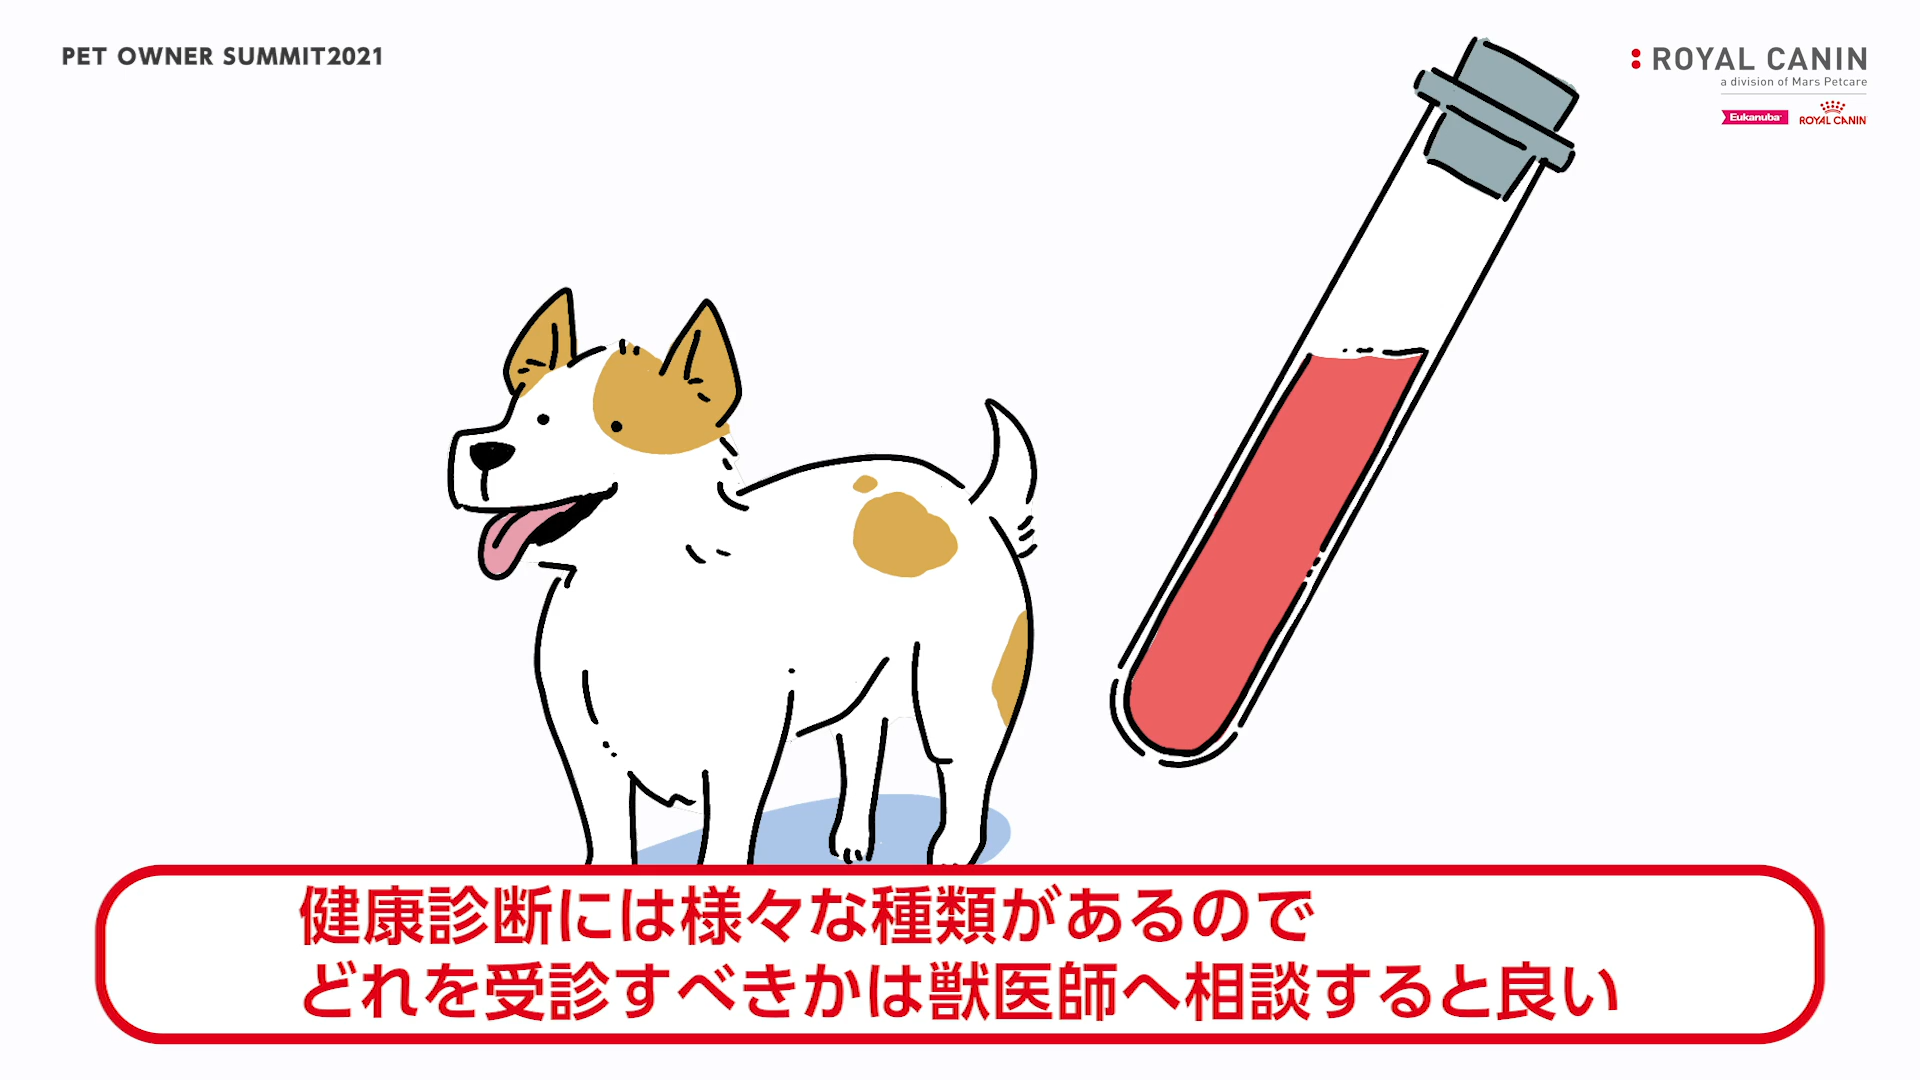 PET OWNER SUMMIT2021
ROYAL CANIN
a division of Mars Petcare
Eukanuba
ROYAL CANIN
健康診断には様々な種類があるので
どれを受診すべきかは獣医師へ相談すると良い